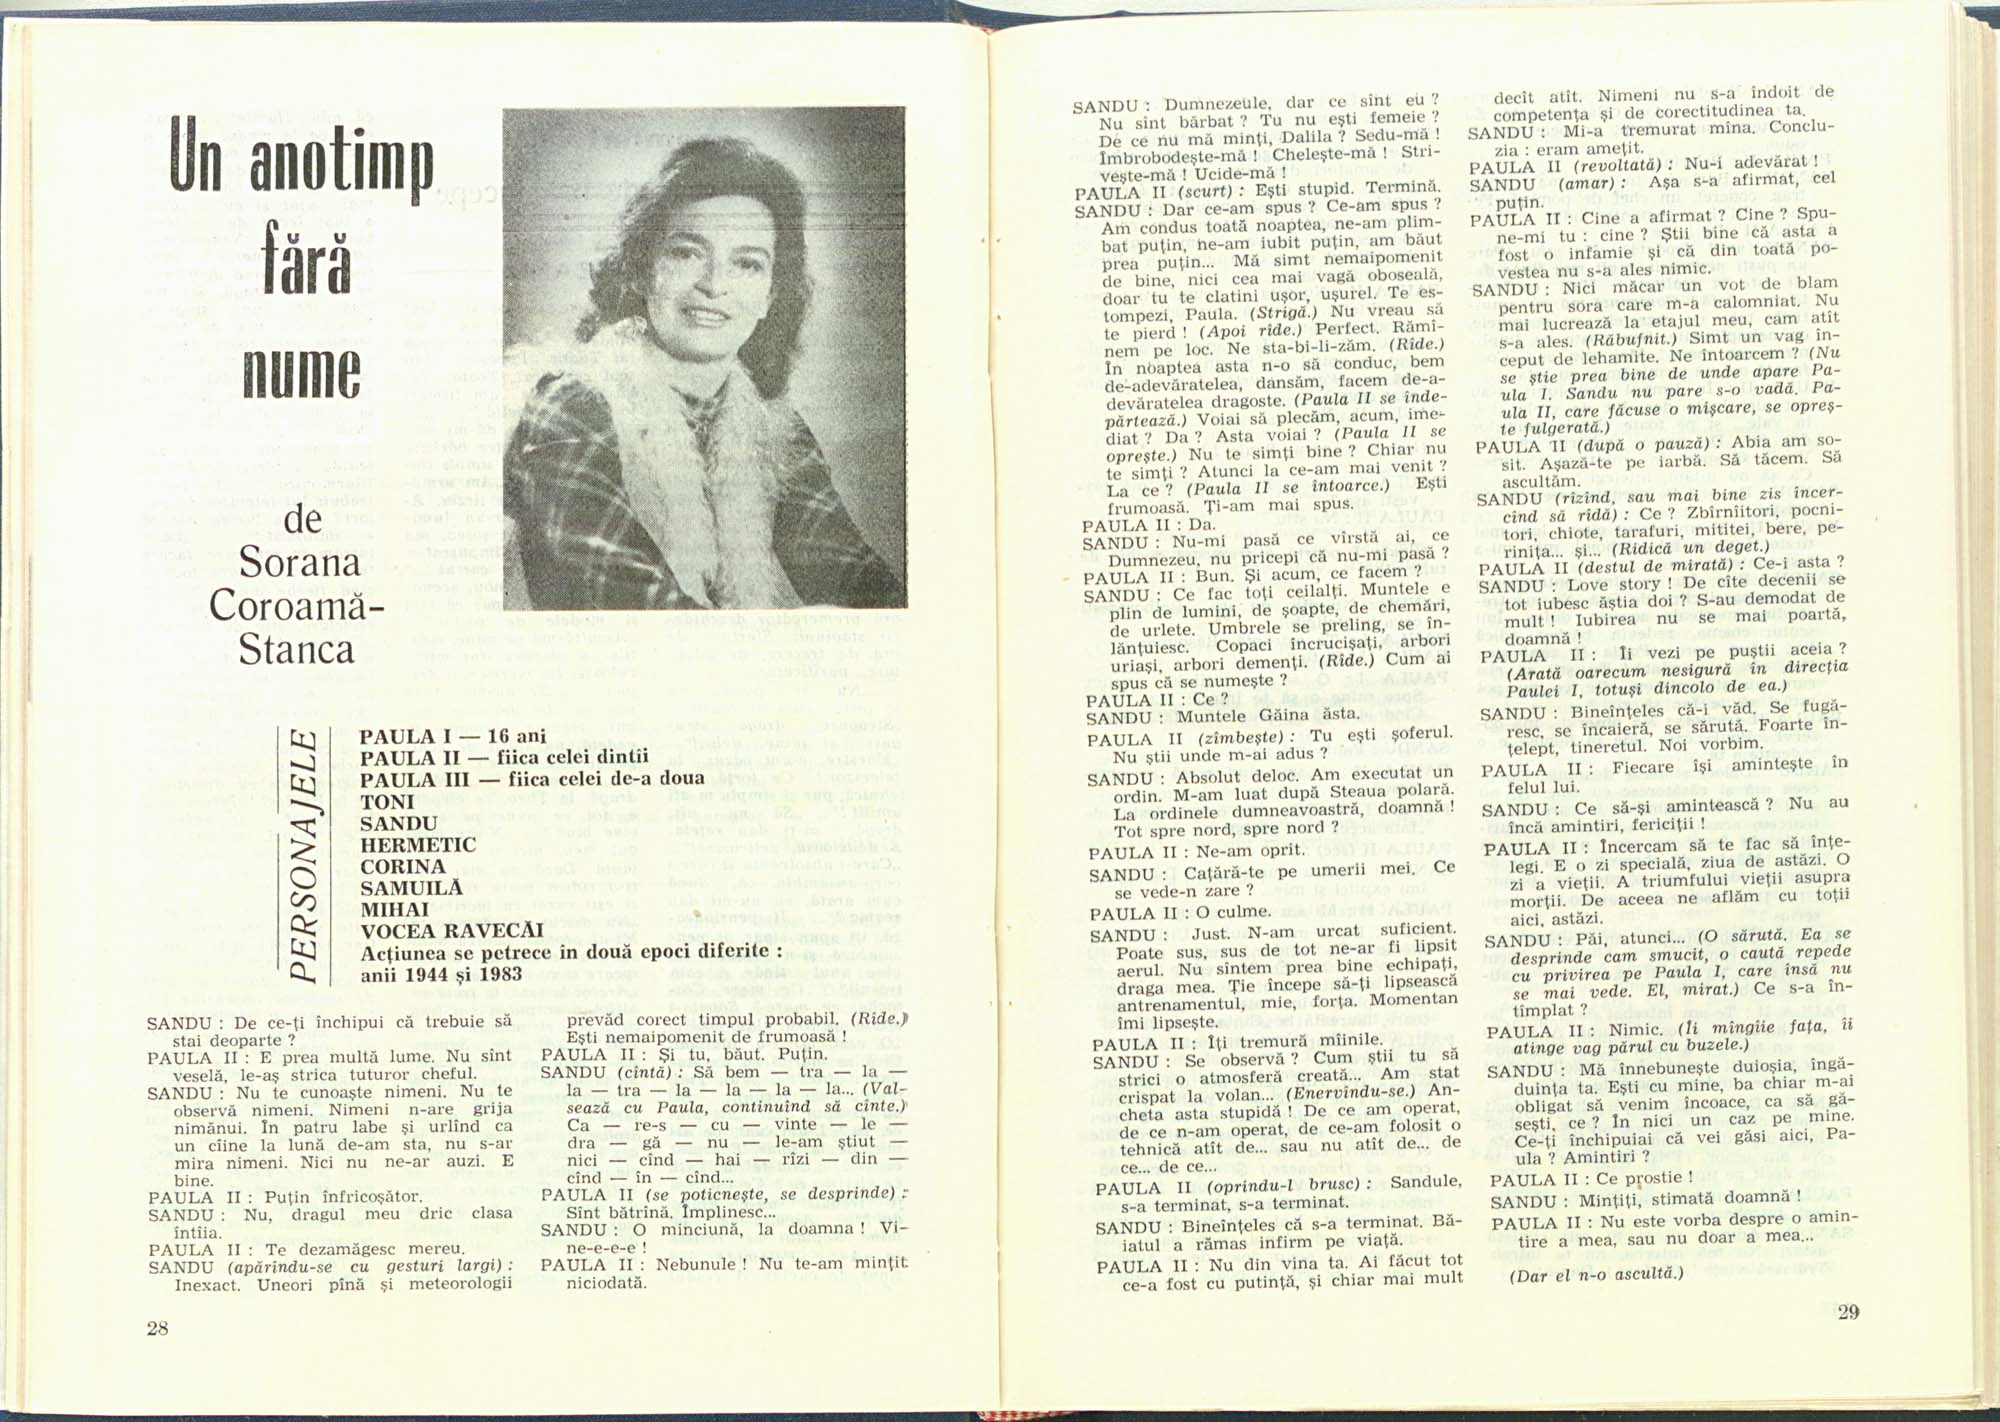 Un anotimp
fără
nume
de
Sorana
Coroamă-
Stanca
PERSONAJELE
PAULA I — 16 ani
PAULA II — fiica celei dintîi
PAULA III — fiica celei de-a doua
TONI
SANDU
HERMETIC
CORINA
SAMUILĂ
MIHAI
VOCEA RAVECĂI
Acțiunea se petrece în două epoci diferite :
anii 1944 și 1983
SANDU : De ce-ți închipui că trebuie să
stai deoparte ?
PAULA II : E prea multă lume. Nu sînt
veselă, le-aș strica tuturor cheful.
SANDU : Nu te cunoaște nimeni. Nu te
observă nimeni. Nimeni n-are grija
nimănui. În patru labe și urlînd ca
un cîine la lună de-am sta, nu s-ar
mira nimeni. Nici nu ne-ar auzi. E
bine.
PAULA II : Puțin înfricoșător.
SANDU : Nu, dragul meu dric clasa
întîia.
PAULA II : Te dezamăgesc mereu.
SANDU (apărîndu-se cu gesturi largi) :
Inexact. Uneori pînă și meteorologii
prevăd corect timpul probabil. (Rîde.)
Ești nemaipomenit de frumoasă !
PAULA II : Și tu, băut. Puțin.
SANDU (cîntă) : Să bem — tra — la —
la — tra — la — la — la — la... (Val-
sează cu Paula, continuînd să cînte.)
Ca — re-s — cu — vinte — le —
dra — gă — nu — le-am știut —
nici — cînd — hai — rîzi — din —
cînd — în — cînd...
PAULA II (se poticnește, se desprinde) :
Sînt bătrînă. Împlinesc...
SANDU : O minciună, la doamna ! Vi-
ne-e-e-e !
PAULA II : Nebunule ! Nu te-am mințit
niciodată.
28
SANDU : Dumnezeule, dar ce sînt eu ?
Nu sînt bărbat ? Tu nu ești femeie ?
De ce nu mă minți, Dalila ? Sedu-mă !
Îmbrobodește-mă ! Chelește-mă ! Stri-
vește-mă ! Ucide-mă !
PAULA II (scurt) : Ești stupid. Termină.
SANDU : Dar ce-am spus ? Ce-am spus ?
Am condus toată noaptea, ne-am plim-
bat puțin, ne-am iubit puțin, am băut
prea puțin... Mă simt nemaipomenit
de bine, nici cea mai vagă oboseală,
doar tu te clatini ușor, ușurel. Te es-
tompezi, Paula. (Strigă.) Nu vreau să
te pierd ! (Apoi rîde.) Perfect. Rămî-
nem pe loc. Ne sta-bi-li-zăm. (Rîde.)
În noaptea asta n-o să conduc, bem
de-adevăratelea, dansăm, facem de-a-
devăratelea dragoste. (Paula II se înde-
părtează.) Voiai să plecăm, acum, ime-
diat ? Da ? Asta voiai ? (Paula II se
oprește.) Nu te simți bine ? Chiar nu
te simți ? Atunci la ce-am mai venit ?
La ce ? (Paula II se întoarce.) Ești
frumoasă. Ți-am mai spus.
PAULA II : Da.
SANDU : Nu-mi pasă ce vîrstă ai, ce
Dumnezeu, nu pricepi că nu-mi pasă ?
PAULA II : Bun. Și acum, ce facem ?
SANDU : Ce fac toți ceilalți. Muntele e
plin de lumini, de șoapte, de chemări,
de urlete. Umbrele se preling, se în-
lănțuiesc. Copaci încrucișați, arbori
uriași, arbori demenți. (Rîde.) Cum ai
spus că se numește ?
PAULA II : Ce ?
SANDU : Muntele Găina ăsta.
PAULA II (zîmbește) : Tu ești șoferul.
Nu știi unde m-ai adus ?
SANDU : Absolut deloc. Am executat un
ordin. M-am luat după Steaua polară.
La ordinele dumneavoastră, doamnă !
Tot spre nord, spre nord ?
PAULA II : Ne-am oprit.
SANDU : Cațără-te pe umerii mei. Ce
se vede-n zare ?
PAULA II : O culme.
SANDU : Just. N-am urcat suficient.
Poate sus, sus de tot ne-ar fi lipsit
aerul. Nu sîntem prea bine echipați,
draga mea. Ție începe să-ți lipsească
antrenamentul, mie, forța. Momentan
îmi lipsește.
PAULA II : Îți tremură mîinile.
SANDU : Se observă ? Cum știi tu să
strici o atmosferă creată... Am stat
crispat la volan... (Enervîndu-se.) An-
cheta asta stupidă ! De ce am operat,
de ce n-am operat, de ce-am folosit o
tehnică atît de... sau nu atît de... de
ce... de ce...
PAULA II (oprindu-l brusc) : Sandule,
s-a terminat, s-a terminat.
SANDU : Bineînțeles că s-a terminat. Bă-
iatul a rămas infirm pe viață.
PAULA II : Nu din vina ta. Ai făcut tot
ce-a fost cu putință, și chiar mai mult
decît atît. Nimeni nu s-a îndoit de
competența și de corectitudinea ta.
SANDU : Mi-a tremurat mîna. Conclu-
zia : eram amețit.
PAULA II (revoltată) : Nu-i adevărat !
SANDU (amar) : Așa s-a afirmat, cel
puțin.
PAULA II : Cine a afirmat ? Cine ? Spu-
ne-mi tu : cine ? Știi bine că asta a
fost o infamie și că din toată po-
vestea nu s-a ales nimic.
SANDU : Nici măcar un vot de blam
pentru sora care m-a calomniat. Nu
mai lucrează la etajul meu, cam atît
s-a ales. (Răbufnit.) Simt un vag în-
ceput de lehamite. Ne întoarcem ? (Nu
se știe prea bine de unde apare Pa-
ula I. Sandu nu pare s-o vadă. Pa-
ula II, care făcuse o mișcare, se opreș-
te fulgerată.)
PAULA II (după o pauză) : Abia am so-
sit. Așază-te pe iarbă. Să tăcem. Să
ascultăm.
SANDU (rîzînd, sau mai bine zis încer-
cînd să rîdă) : Ce ? Zbîrnîitori, pocni-
tori, chiote, tarafuri, mititei, bere, pe-
rinița... și... (Ridică un deget.)
PAULA II (destul de mirată) : Ce-i asta ?
SANDU : Love story ! De cîte decenii se
tot iubesc ăștia doi ? S-au demodat de
mult ! Iubirea nu se mai poartă,
doamnă !
PAULA II : Îi vezi pe puștii aceia ?
(Arată oarecum nesigură în direcția
Paulei I, totuși dincolo de ea.)
SANDU : Bineînțeles că-i văd. Se fugă-
resc, se încaieră, se sărută. Foarte în-
țelept, tineretul. Noi vorbim.
PAULA II : Fiecare își amintește în
felul lui.
SANDU : Ce să-și amintească ? Nu au
încă amintiri, fericiții !
PAULA II : Încercam să te fac să înțe-
legi. E o zi specială, ziua de astăzi. O
zi a vieții. A triumfului vieții asupra
morții. De aceea ne aflăm cu toții
aici, astăzi.
SANDU : Păi, atunci... (O sărută. Ea se
desprinde cam smucit, o caută repede
cu privirea pe Paula I, care însă nu
se mai vede. El, mirat.) Ce s-a în-
tîmplat ?
PAULA II : Nimic. (Îi mîngîie fața, îi
atinge vag părul cu buzele.)
SANDU : Mă înnebunește duioșia, îngă-
duința ta. Ești cu mine, ba chiar m-ai
obligat să venim încoace, ca să gă-
sești, ce ? În nici un caz pe mine.
Ce-ți închipuiai că vei găsi aici, Pa-
ula ? Amintiri ?
PAULA II : Ce prostie !
SANDU : Mințiți, stimată doamnă !
PAULA II : Nu este vorba despre o amin-
tire a mea, sau nu doar a mea...
(Dar el n-o ascultă.)
29